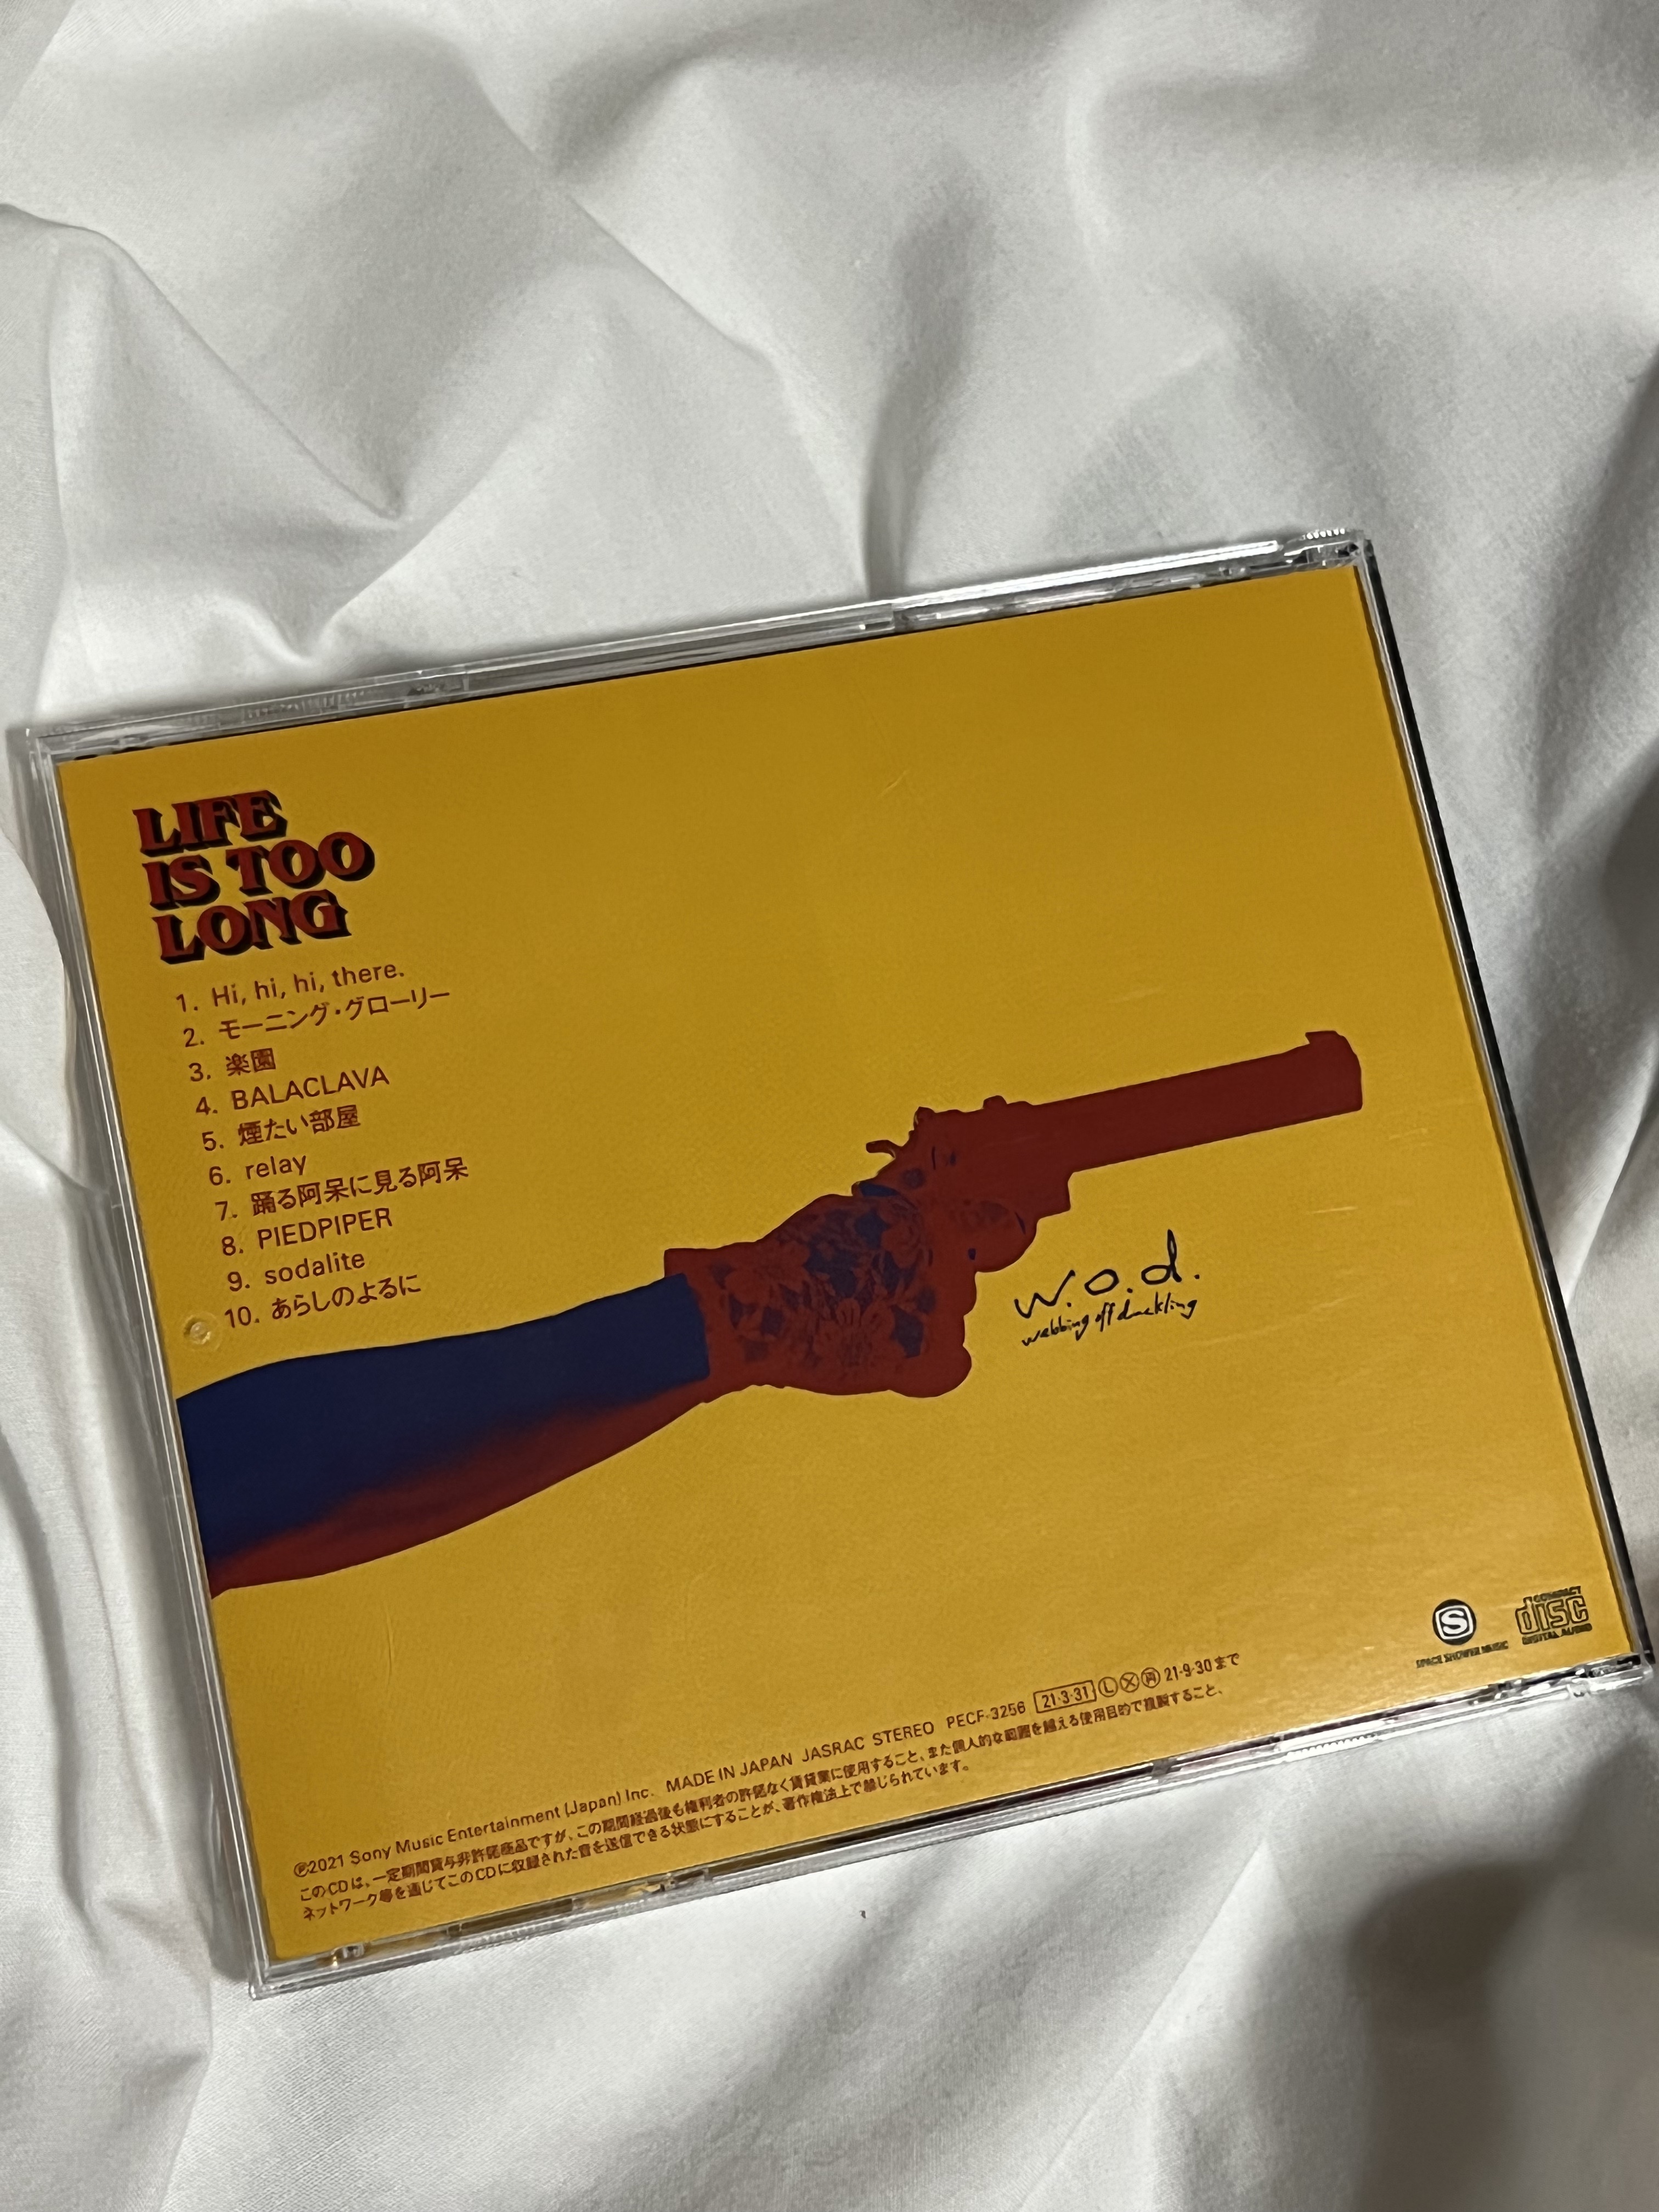 LIFE
IS TOO
LONG
1. Hi, hi, hi, there.
2. モーニング・グローリー
3. 楽園
4. BALACLAVA
5. 煙たい部屋
6. relay
7. 踊る阿呆に見る阿呆
8. PIEDPIPER
9. sodalite
10. あらしのよるに
w.o.d.
webbing off duckling
S
SPACE SHOWER MUSIC
COMPACT
disc
DIGITAL AUDIO
℗2021 Sony Music Entertainment (Japan) Inc. MADE IN JAPAN JASRAC STEREO PECF-3256 21·3·31 Ⓛ Ⓧ ㋥ 21·9·30まで
このCDは、一定期間貸与非許諾商品ですが、この期間経過後も権利者の許諾なく賃貸業に使用すること、また個人的な範囲を越える使用目的で複製すること、
ネットワーク等を通じてこのCDに収録された音を送信できる状態にすることが、著作権法上で禁じられています。